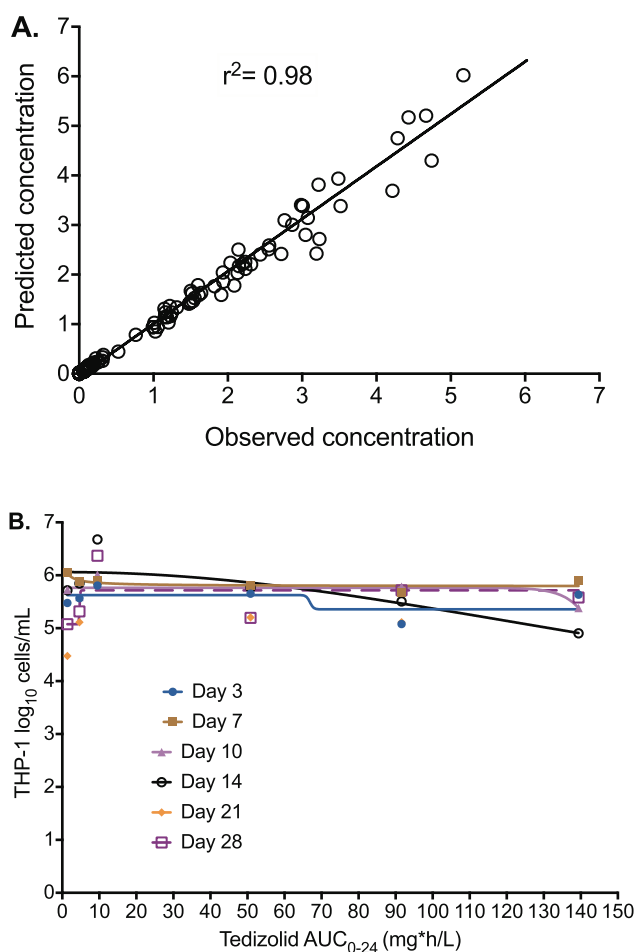 A.
r²= 0.98
Predicted concentration
7
6
5
4
3
2
1
0
0 1 2 3 4 5 6 7
Observed concentration
B.
THP-1 log₁₀ cells/mL
7
6
5
4
3
2
1
0
Day 3
Day 7
Day 10
Day 14
Day 21
Day 28
0 10 20 30 40 50 60 70 80 90 100 110 120 130 140 150
Tedizolid AUC₀₋₂₄ (mg*h/L)